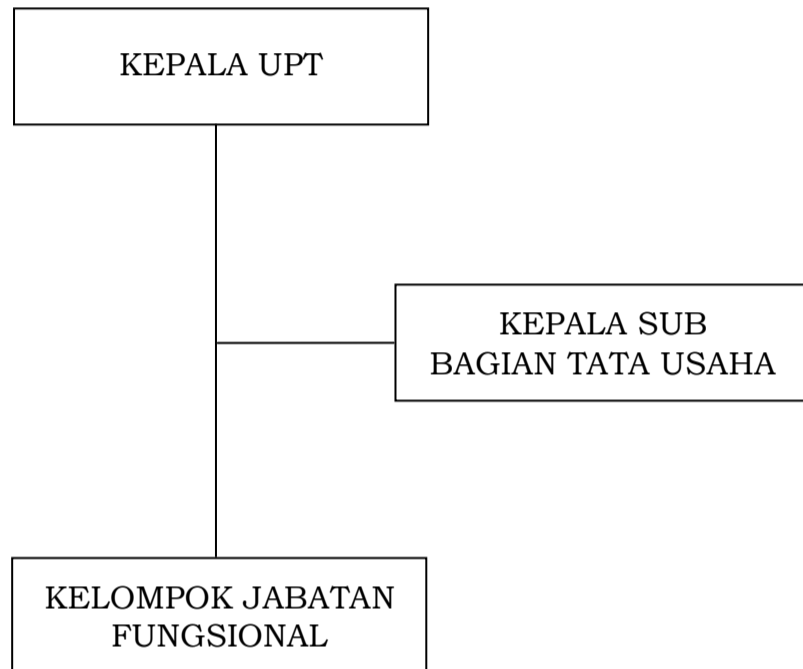 KEPALA UPT
KEPALA SUB
BAGIAN TATA USAHA
KELOMPOK JABATAN
FUNGSIONAL